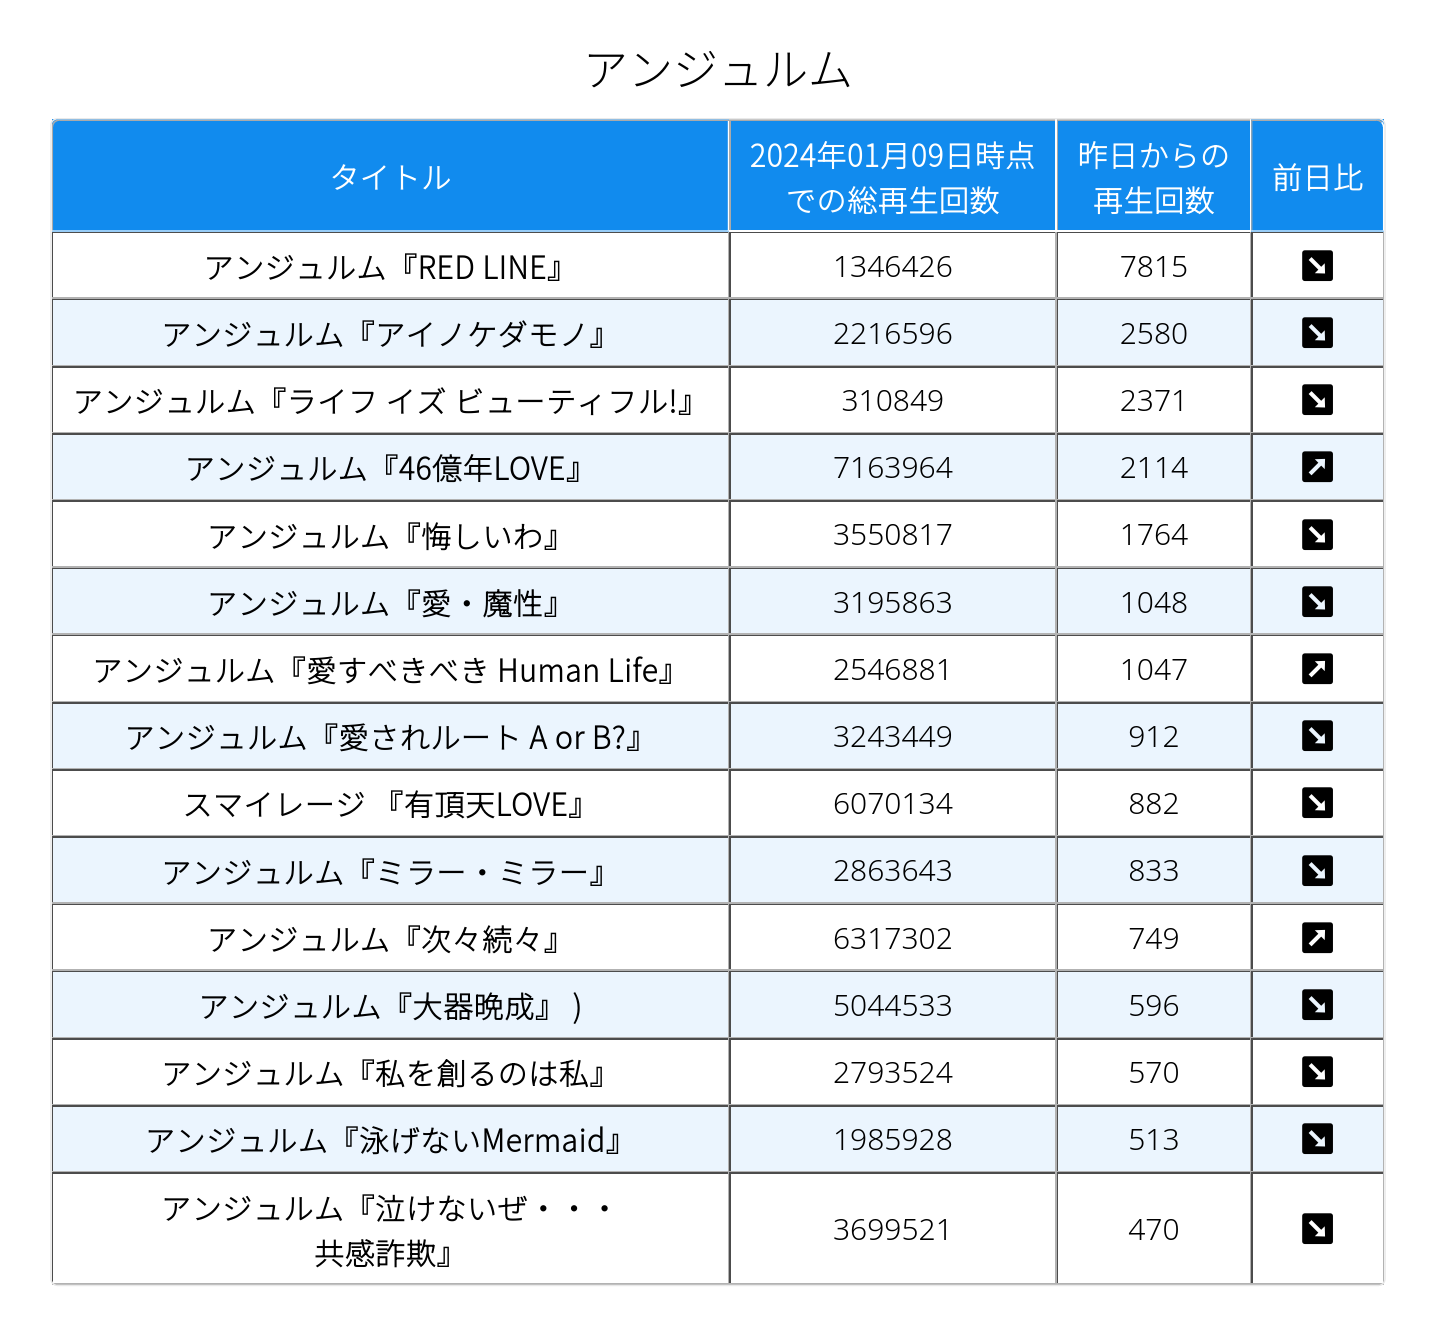 アンジュルム
タイトル
2024年01月09日時点
での総再生回数
昨日からの
再生回数
前日比
アンジュルム『RED LINE』 1346426 7815
アンジュルム『アイノケダモノ』 2216596 2580
アンジュルム『ライフ イズ ビューティフル!』 310849 2371
アンジュルム『46億年LOVE』 7163964 2114
アンジュルム『悔しいわ』 3550817 1764
アンジュルム『愛・魔性』 3195863 1048
アンジュルム『愛すべきべき Human Life』 2546881 1047
アンジュルム『愛されルート A or B?』 3243449 912
スマイレージ 『有頂天LOVE』 6070134 882
アンジュルム『ミラー・ミラー』 2863643 833
アンジュルム『次々続々』 6317302 749
アンジュルム『大器晩成』 ) 5044533 596
アンジュルム『私を創るのは私』 2793524 570
アンジュルム『泳げないMermaid』 1985928 513
アンジュルム『泣けないぜ・・・
共感詐欺』 3699521 470